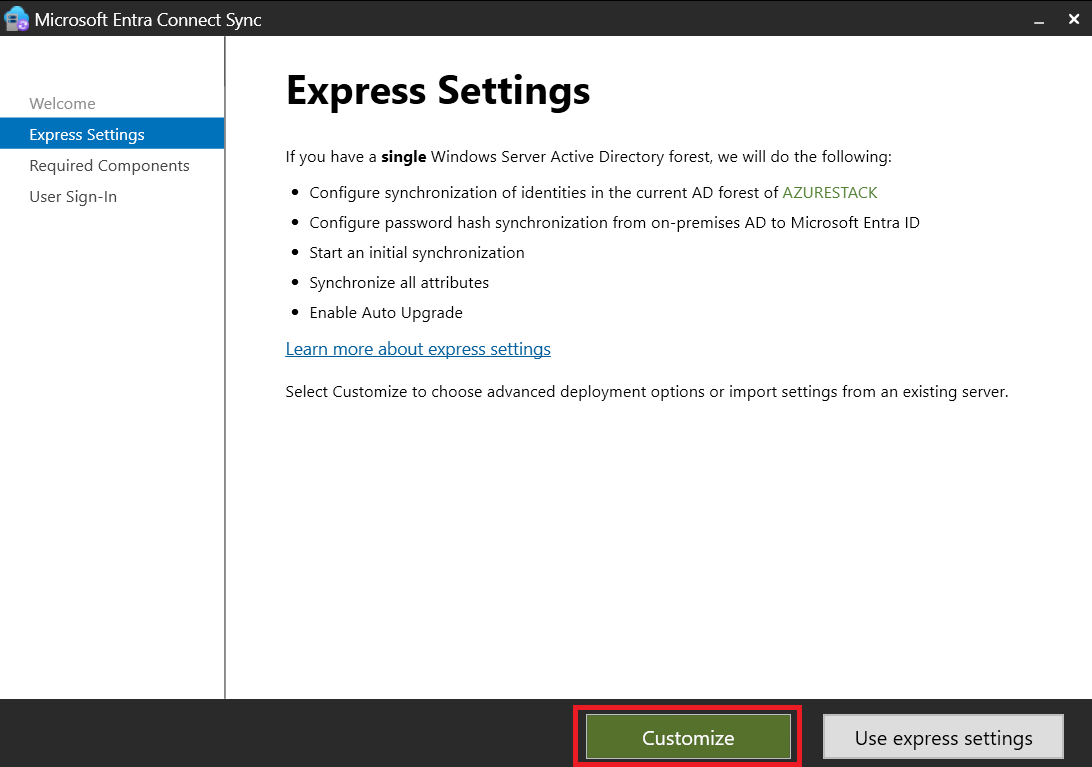 Microsoft Entra Connect Sync
Welcome
Express Settings
Required Components
User Sign-In
Express Settings
If you have a single Windows Server Active Directory forest, we will do the following:
Configure synchronization of identities in the current AD forest of AZURESTACK
Configure password hash synchronization from on-premises AD to Microsoft Entra ID
Start an initial synchronization
Synchronize all attributes
Enable Auto Upgrade
Learn more about express settings
Select Customize to choose advanced deployment options or import settings from an existing server.
Customize
Use express settings